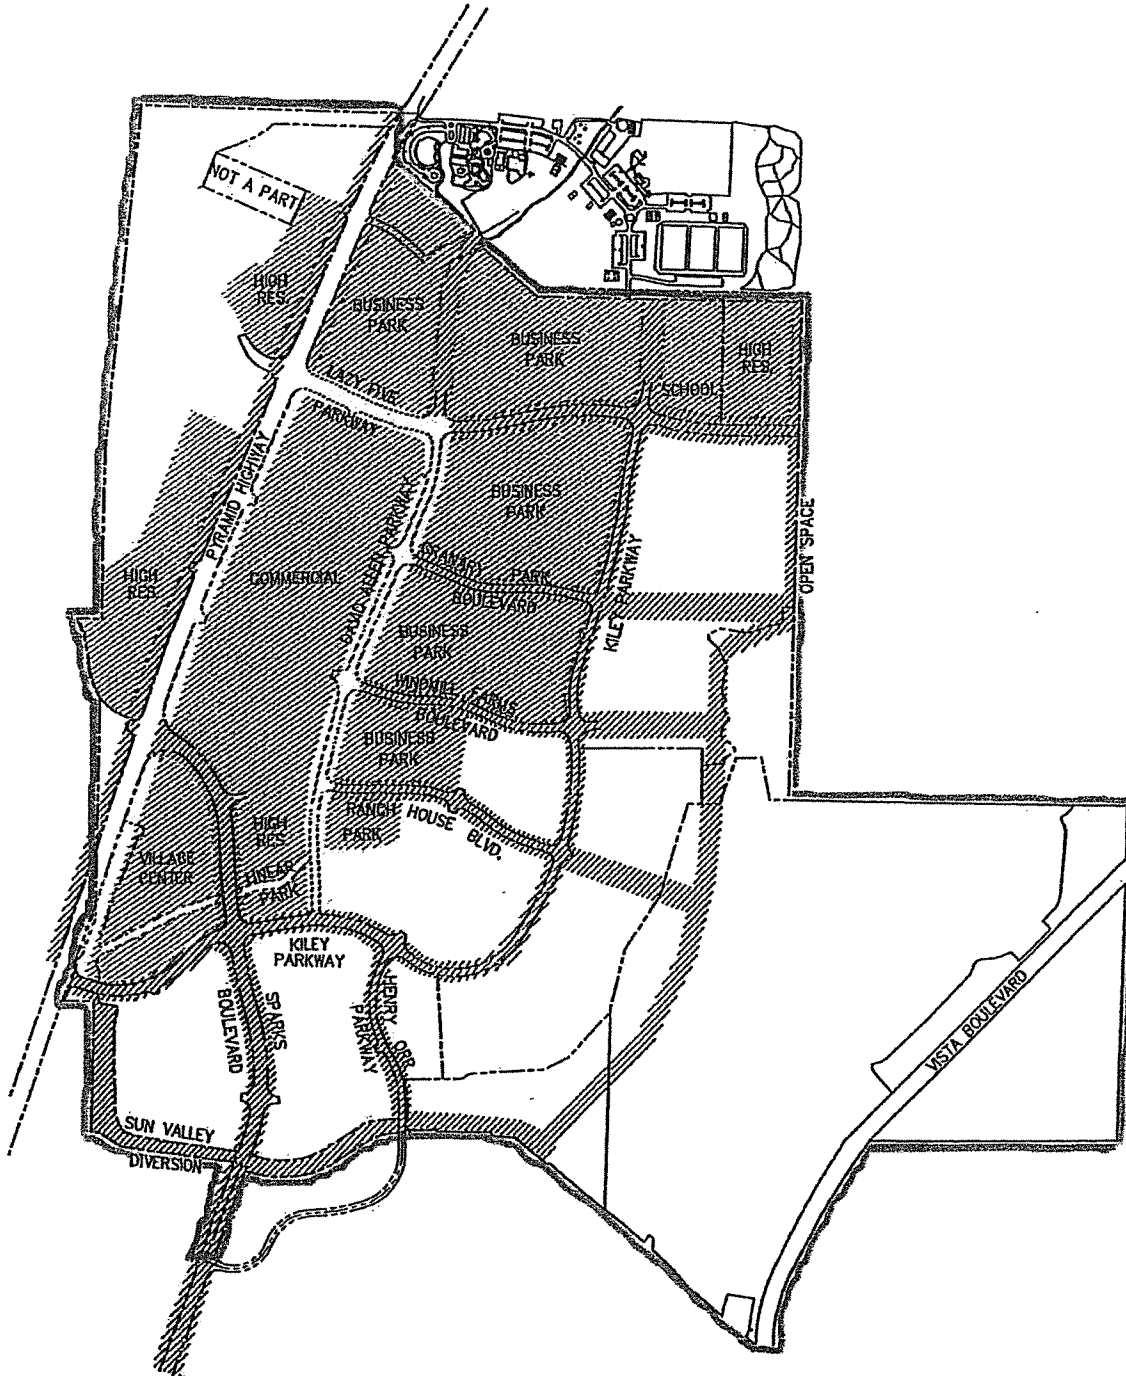 NOT A PART
HIGH
RES.
BUSINESS
PARK
BUSINESS
PARK
HIGH
RES.
SCHOOL
LAZY FIVE
PARKWAY
PYRAMID HIGHWAY
BUSINESS
PARK
OPEN SPACE
HIGH
RES.
COMMERCIAL
DAVID ALLEN PARKWAY
PARK
BOULEVARD
KILEY PARKWAY
BUSINESS
PARK
WINDMILL FARMS
BOULEVARD
BUSINESS
PARK
RANCH HOUSE BLVD.
PARK
HIGH
RES.
VILLAGE
CENTER
LINEAR
PARK
KILEY
PARKWAY
SPARKS
BOULEVARD
HENRY ORR
PARKWAY
VISTA BOULEVARD
SUN VALLEY
DIVERSION